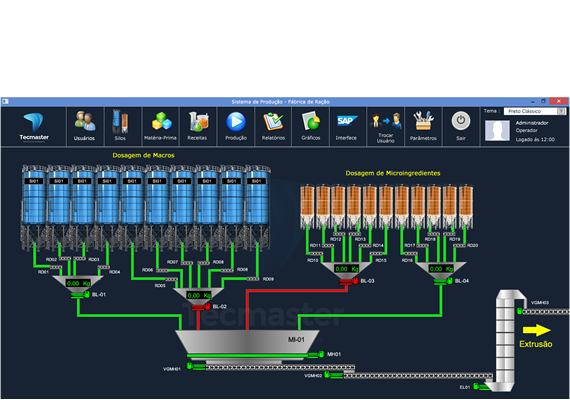 Sistema de Produção - Fábrica de Ração
Tecmaster
Usuários
Silos
Matéria-Prima
Receitas
Produção
Relatórios
Gráficos
SAP
Interface
Trocar
Usuário
Parâmetros
Sair
Tema : Preto Clássico
Administrador
Operador
Logado às 12:00
Dosagem de Macros
Dosagem de Microingredientes
SI01 SI01 SI01 SI01 SI01 SI01 SI01 SI01 SI01 SI01
RD02 RD03
RD01 RD04
RD07 RD08
RD06 RD08
RD05 RD09
RD12 RD13
RD11 RD14
RD10 RD15
RD17 RD18 RD19
RD16 RD20
0,00 Kg
BL-01
0,00 Kg
BL-02
0,00 Kg
BL-03
0,00 Kg
BL-04
Tecmaster
MI-01
MH01
VGMH01
VGMH02
VGMH03
EL01
Extrusão